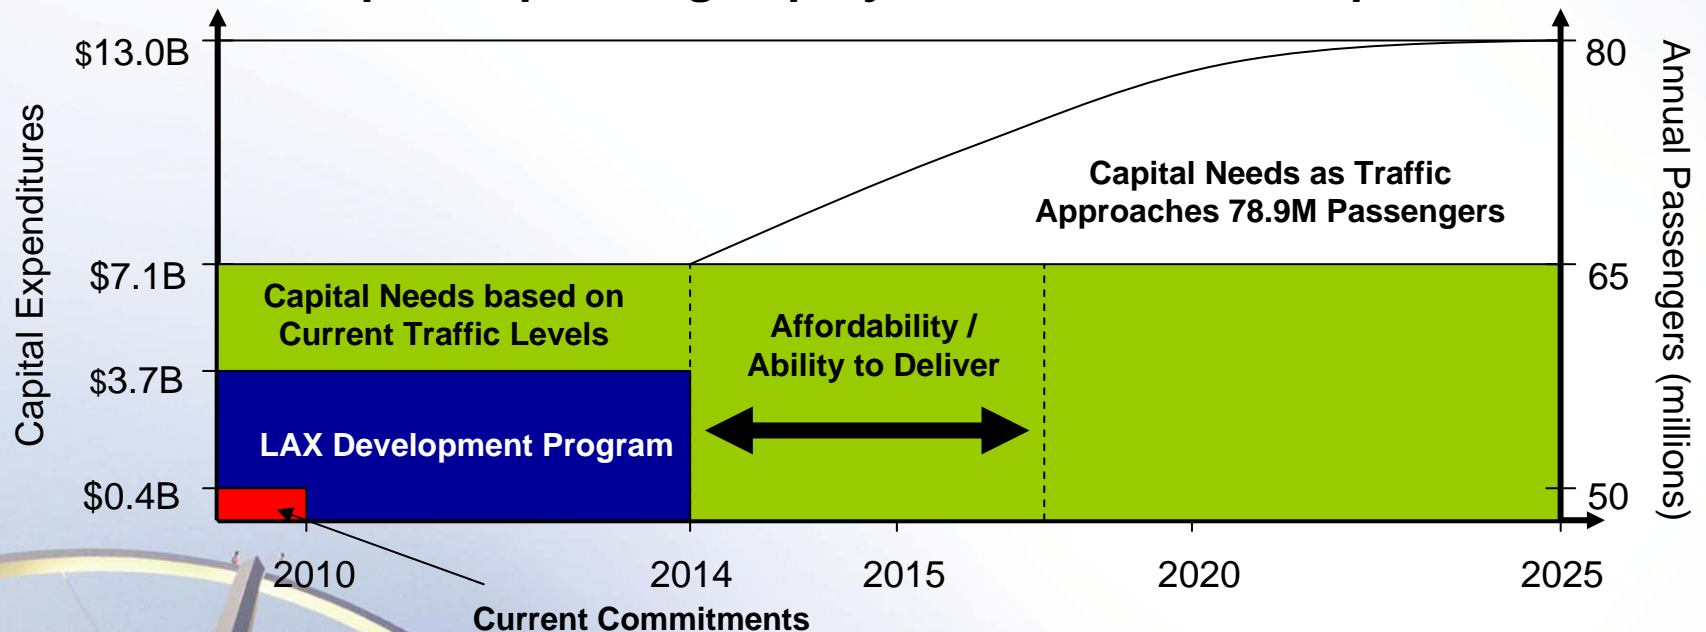 $13.0B
80
Capital Expenditures
Annual Passengers (millions)
Capital Needs as Traffic
Approaches 78.9M Passengers
$7.1B
65
Capital Needs based on
Current Traffic Levels
Affordability /
Ability to Deliver
$3.7B
LAX Development Program
$0.4B
50
2010
2014
2015
2020
2025
Current Commitments